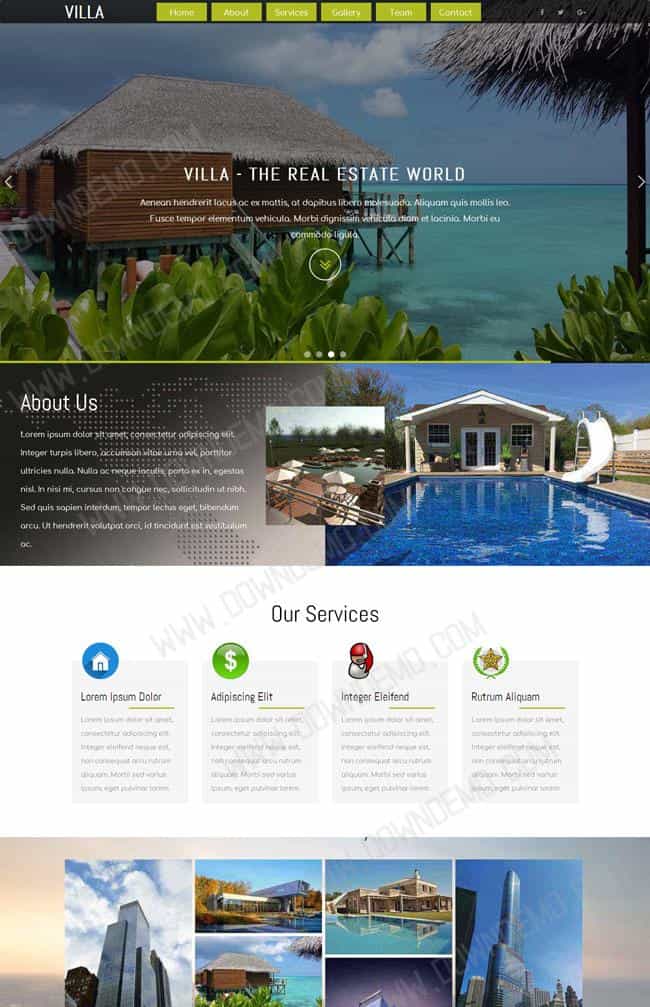 VILLA
Home
About
Services
Gallery
Team
Contact
VILLA - THE REAL ESTATE WORLD
Aenean hendrerit lacus ac ex mattis, at dapibus libero malesuada. Aliquam quis mollis leo.
Fusce tempor elementum vehicula. Morbi dignissim vehicula diam et lacinia. Morbi eu
commodo ligula.
About Us
Lorem ipsum dolor sit amet, consectetur adipiscing elit.
Integer turpis libero, accumsan vitae urna vel, porttitor
ultricies nulla. Nulla ac neque iaculis, porta ex in, egestas
nisl. In nisi mi, cursus non congue nec, sollicitudin ut nibh.
Sed quis sapien interdum, tempor lectus eget, bibendum
arcu. Ut hendrerit volutpat orci, id tincidunt est vestibulum
ac.
Our Services
Lorem Ipsum Dolor
Lorem ipsum dolor sit amet,
consectetur adipiscing elit.
Integer eleifend neque est,
non consequat arcu rutrum
aliquam. Morbi sed varius
ipsum, eget pulvinar lorem.
Adipiscing Elit
Lorem ipsum dolor sit amet,
consectetur adipiscing elit.
Integer eleifend neque est,
non consequat arcu rutrum
aliquam. Morbi sed varius
ipsum, eget pulvinar lorem.
Integer Eleifend
Lorem ipsum dolor sit amet,
consectetur adipiscing elit.
Integer eleifend neque est,
non consequat arcu rutrum
aliquam. Morbi sed varius
ipsum, eget pulvinar lorem.
Rutrum Aliquam
Lorem ipsum dolor sit amet,
consectetur adipiscing elit.
Integer eleifend neque est,
non consequat arcu rutrum
aliquam. Morbi sed varius
ipsum, eget pulvinar lorem.
WWW.DOWNDEMO.COM